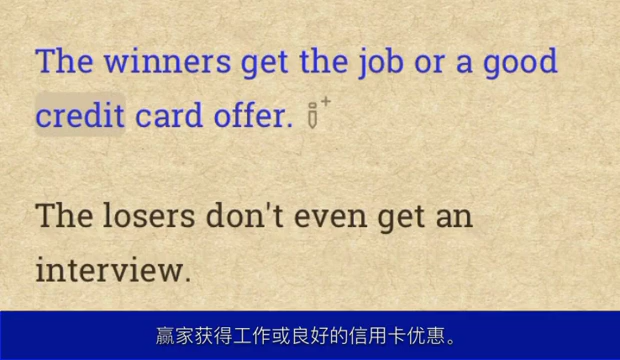 The winners get the job or a good
credit card offer.
The losers don't even get an
interview.
赢家获得工作或良好的信用卡优惠。